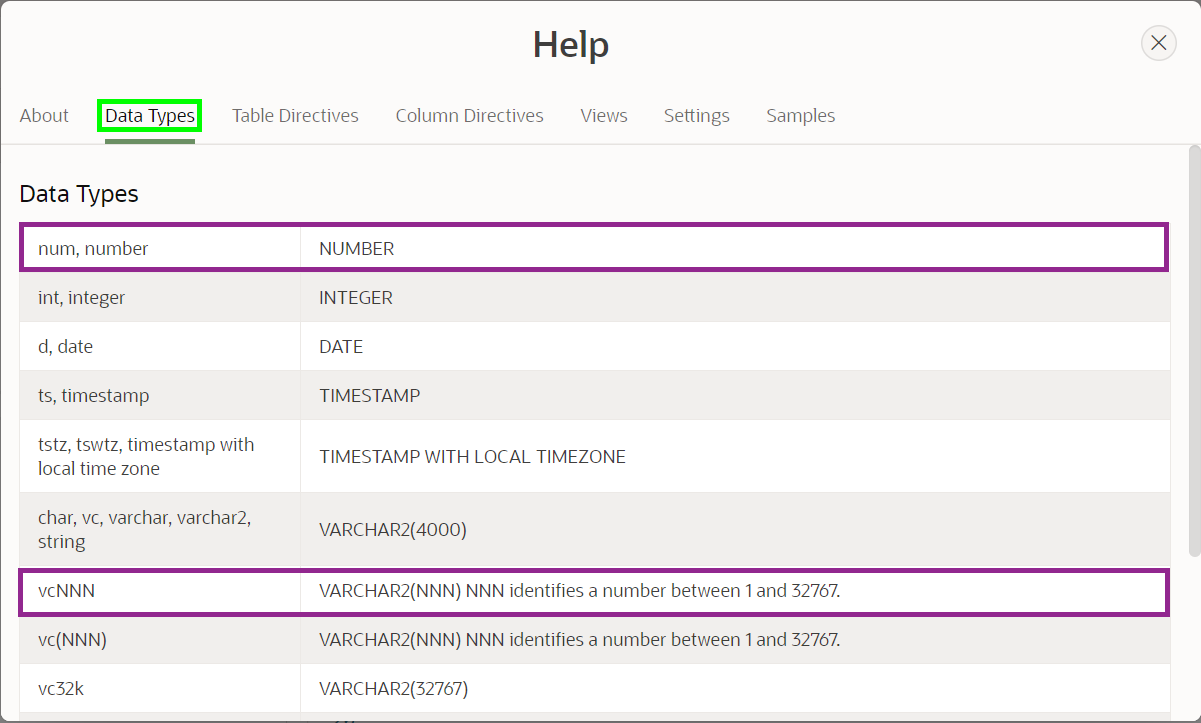 Help
About Data Types Table Directives Column Directives Views Settings Samples
Data Types
num, number NUMBER
int, integer INTEGER
d, date DATE
ts, timestamp TIMESTAMP
tstz, tswtz, timestamp with
local time zone
TIMESTAMP WITH LOCAL TIMEZONE
char, vc, varchar, varchar2,
string
VARCHAR2(4000)
vcNNN VARCHAR2(NNN) NNN identifies a number between 1 and 32767.
vc(NNN) VARCHAR2(NNN) NNN identifies a number between 1 and 32767.
vc32k VARCHAR2(32767)